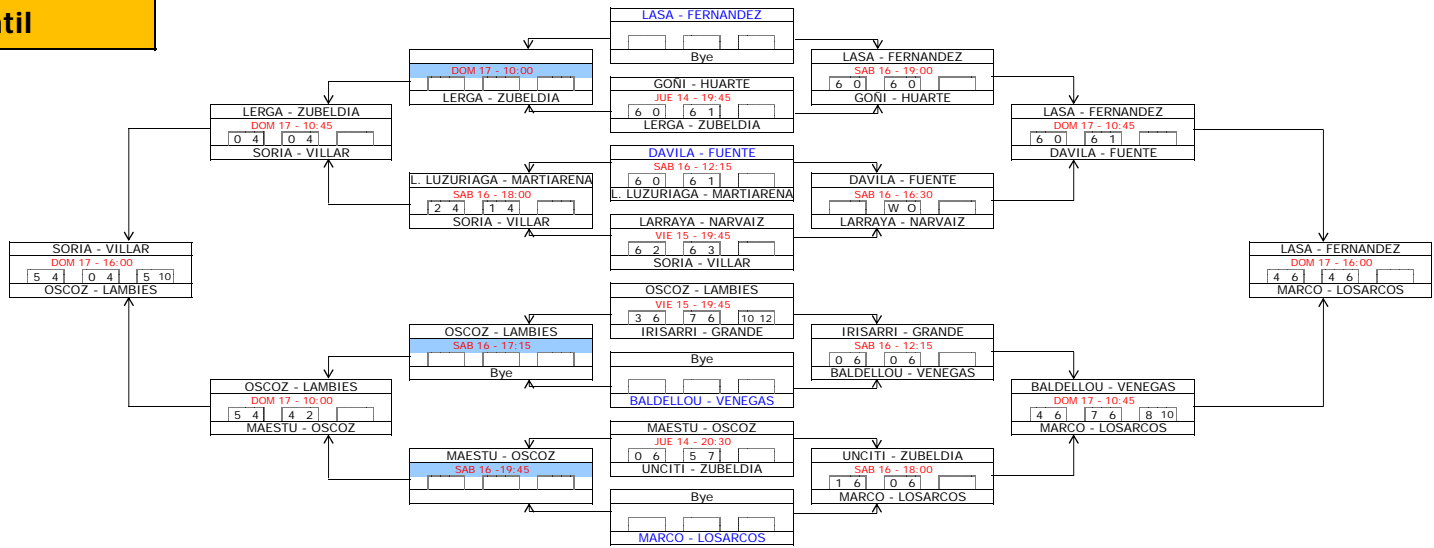 til
SORIA - VILLAR
DOM 17 - 16:00
5 4 0 4 5 10
OSCOZ - LAMBIES
LERGA - ZUBELDIA
DOM 17 - 10:45
0 4 0 4
SORIA - VILLAR
OSCOZ - LAMBIES
DOM 17 - 10:00
5 4 4 2
MAESTU - OSCOZ
DOM 17 - 10:00
LERGA - ZUBELDIA
L. LUZURIAGA - MARTIARENA
SAB 16 - 18:00
2 4 1 4
SORIA - VILLAR
OSCOZ - LAMBIES
SAB 16 - 17:15
Bye
MAESTU - OSCOZ
SAB 16 -19:45
LASA - FERNANDEZ
Bye
GOÑI - HUARTE
JUE 14 - 19:45
6 0 6 1
LERGA - ZUBELDIA
DAVILA - FUENTE
SAB 16 - 12:15
6 0 6 1
L. LUZURIAGA - MARTIARENA
LARRAYA - NARVAIZ
VIE 15 - 19:45
6 2 6 3
SORIA - VILLAR
OSCOZ - LAMBIES
VIE 15 - 19:45
3 6 7 6 10 12
IRISARRI - GRANDE
Bye
BALDELLOU - VENEGAS
MAESTU - OSCOZ
JUE 14 - 20:30
0 6 5 7
UNCITI - ZUBELDIA
Bye
MARCO - LOSARCOS
LASA - FERNANDEZ
SAB 16 - 19:00
6 0 6 0
GOÑI - HUARTE
DAVILA - FUENTE
SAB 16 - 16:30
W O
LARRAYA - NARVAIZ
IRISARRI - GRANDE
SAB 16 - 12:15
0 6 0 6
BALDELLOU - VENEGAS
UNCITI - ZUBELDIA
SAB 16 - 18:00
1 6 0 6
MARCO - LOSARCOS
LASA - FERNANDEZ
DOM 17 - 10:45
6 0 6 1
DAVILA - FUENTE
BALDELLOU - VENEGAS
DOM 17 - 10:45
4 6 7 6 8 10
MARCO - LOSARCOS
LASA - FERNANDEZ
DOM 17 - 16:00
4 6 4 6
MARCO - LOSARCOS